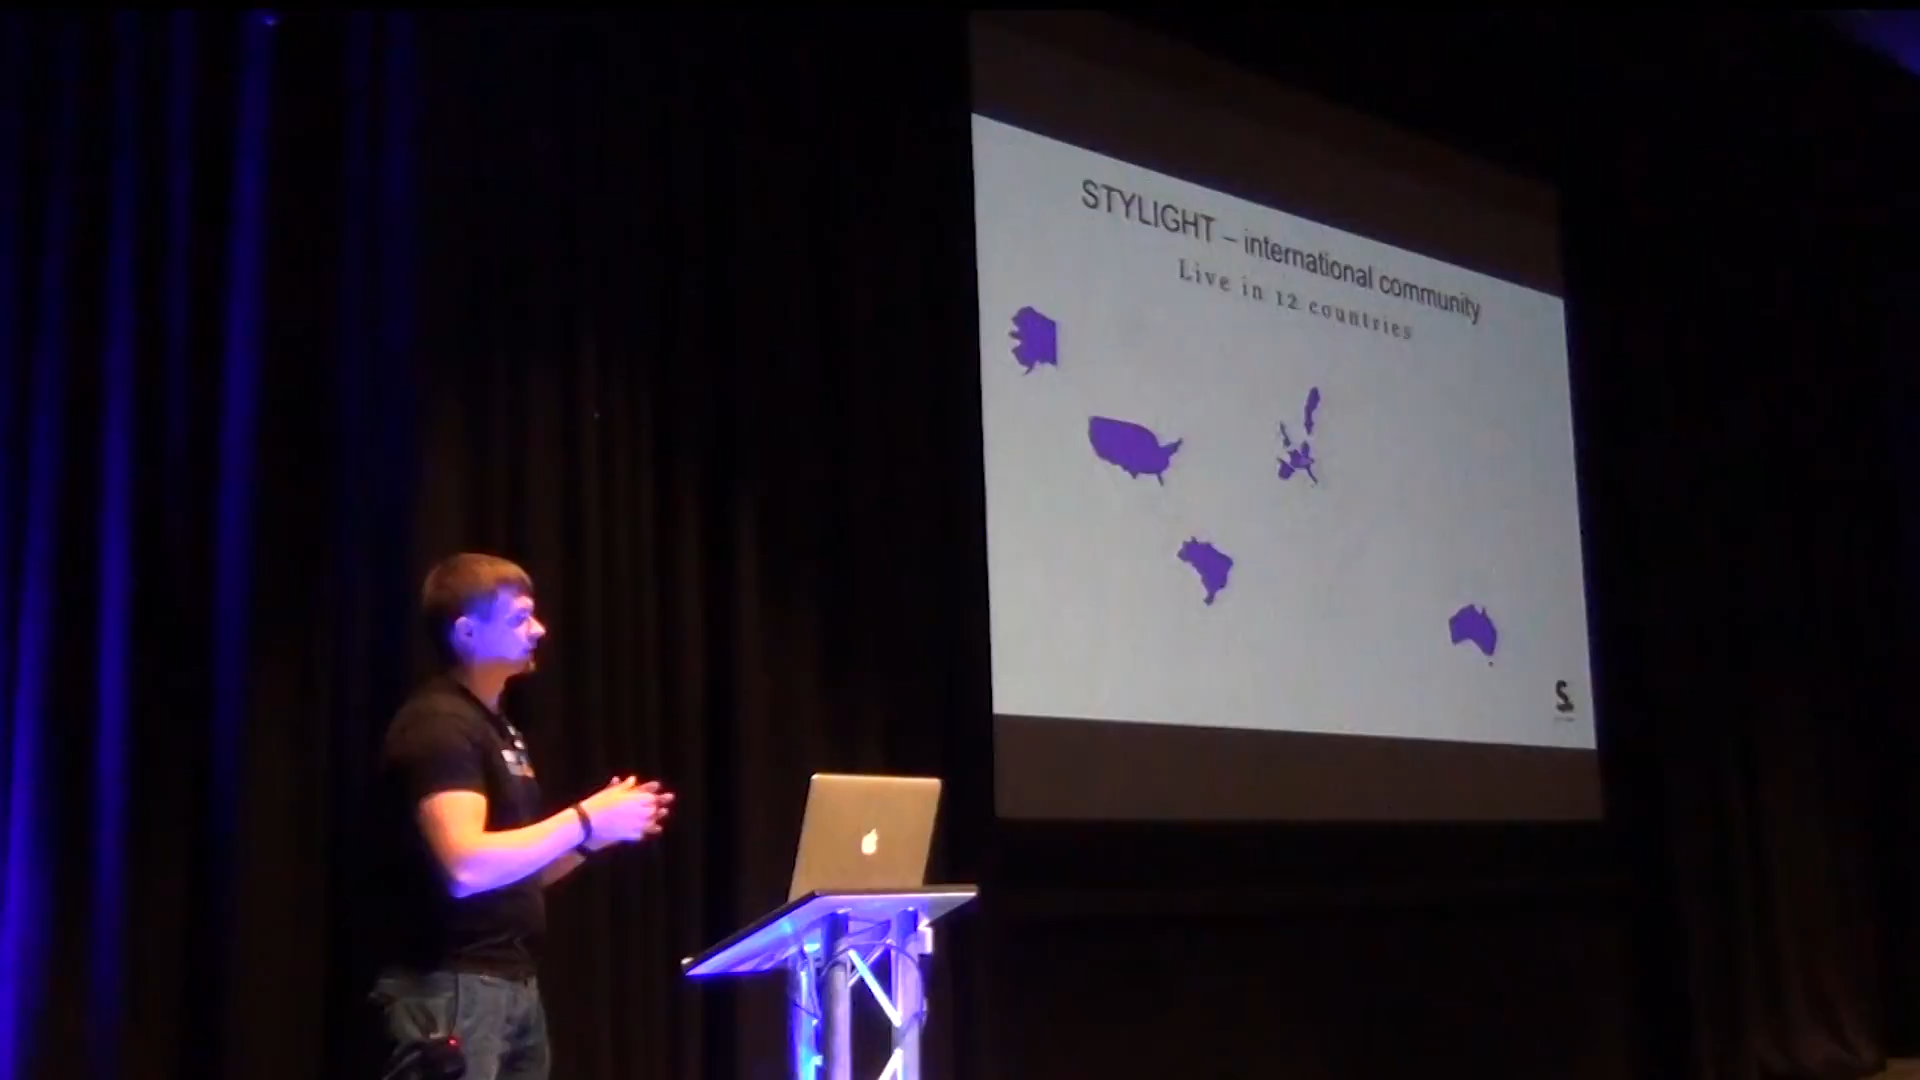 STYLIGHT – international community
Live in 12 countries
S.